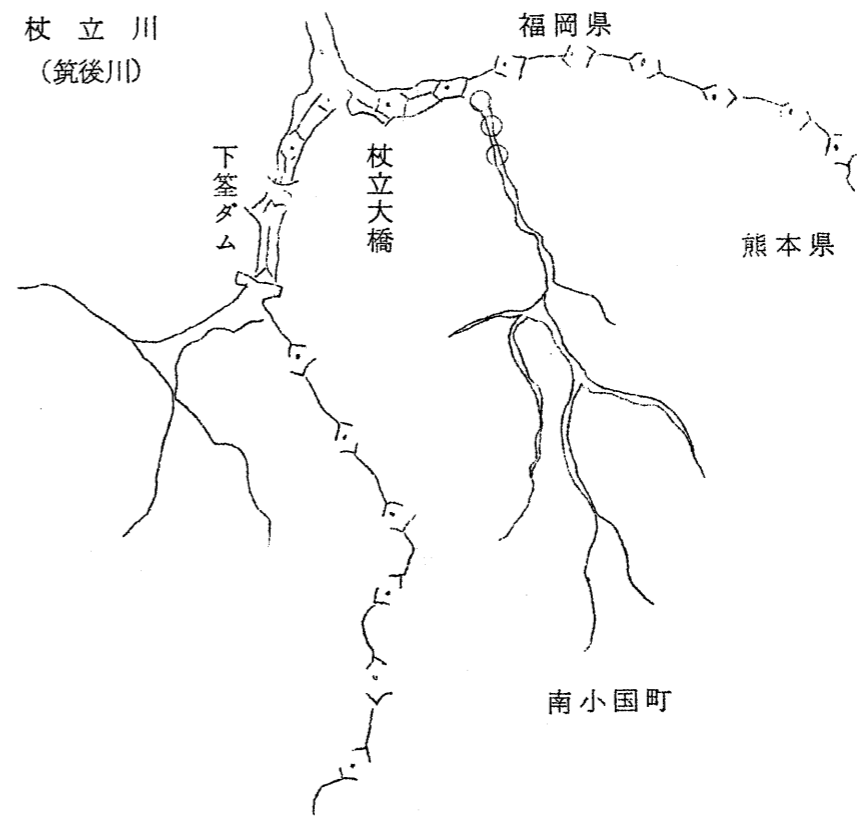 杖立川
(筑後川)
福岡県
下筌ダム
杖立大橋
熊本県
南小国町